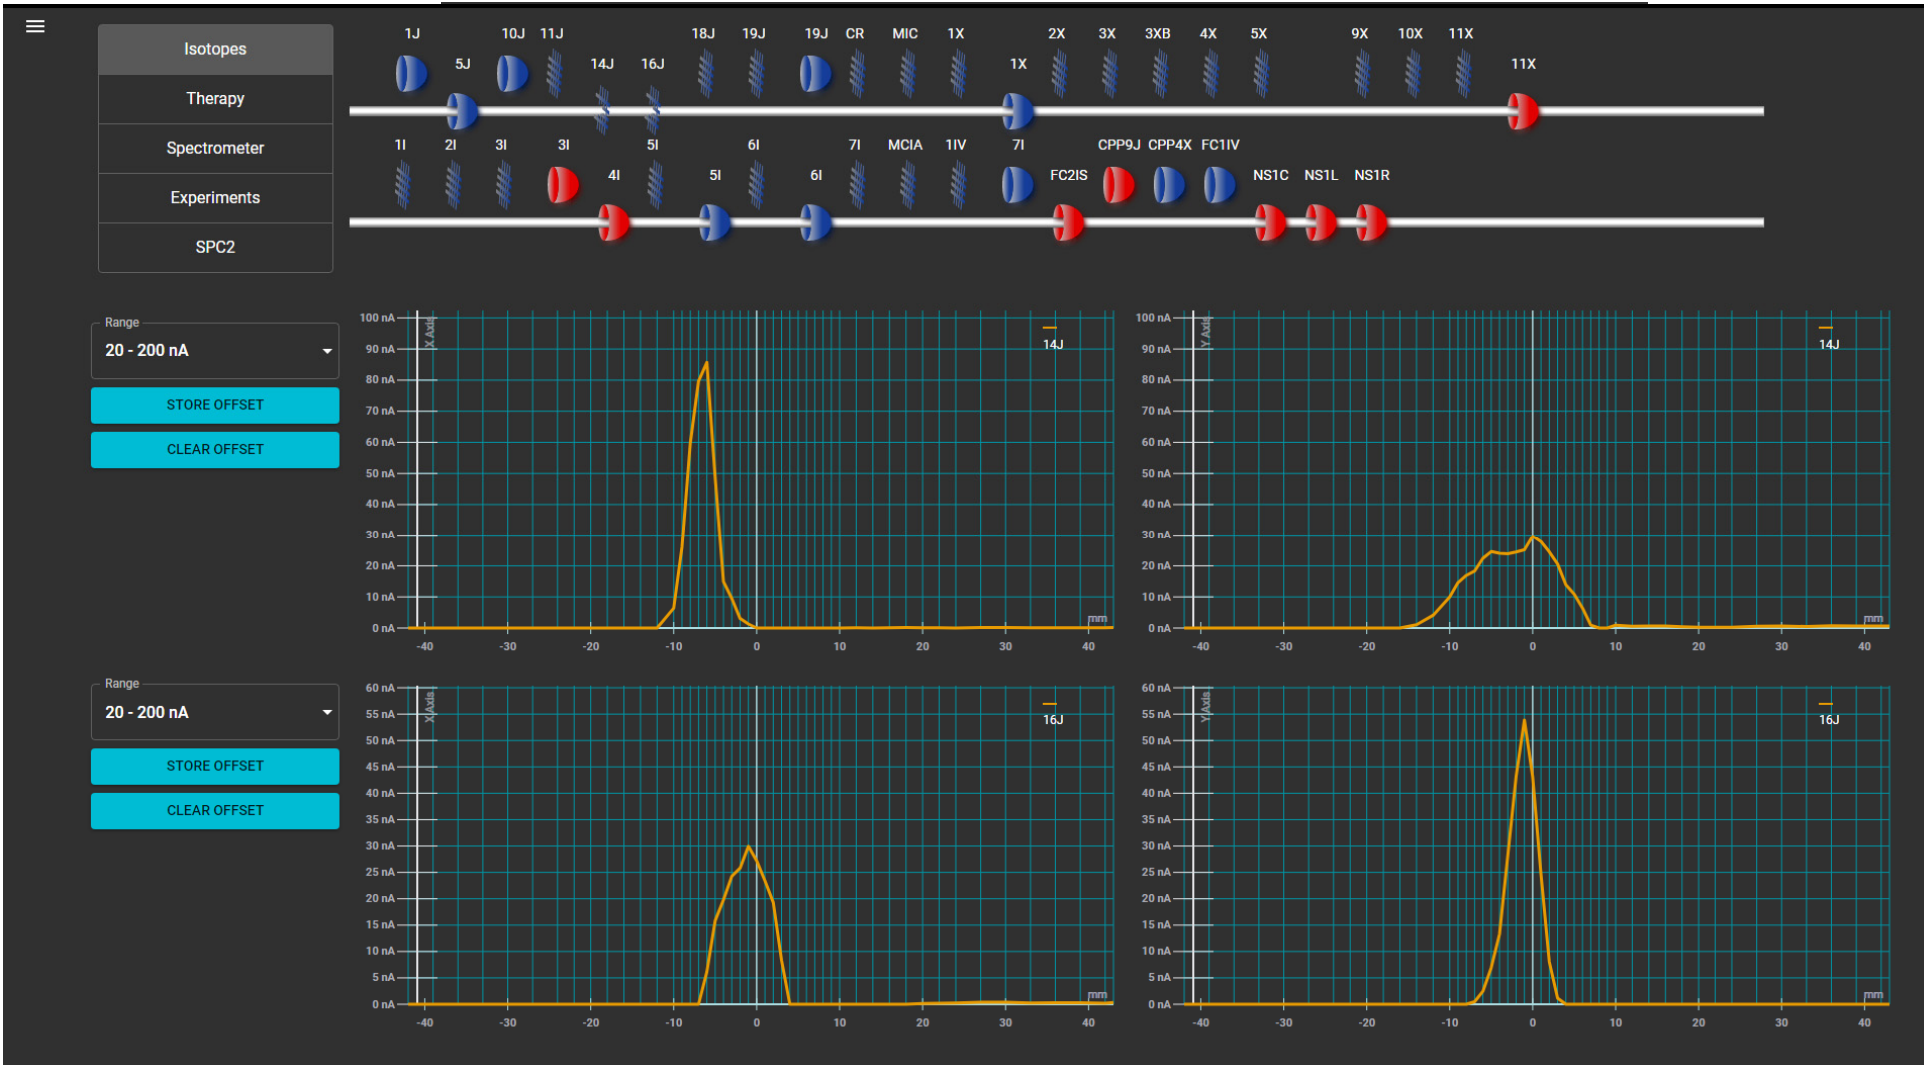 Isotopes
Therapy
Spectrometer
Experiments
SPC2
1J 10J 11J 18J 19J 19J CR MIC 1X 2X 3X 3XB 4X 5X 9X 10X 11X
5J 14J 16J 1X 11X
1I 2I 3I 3I 5I 6I 7I MCIA 1IV 7I CPP9J CPP4X FC1IV
4I 5I 6I FC2IS NS1C NS1L NS1R
Range
20 - 200 nA
STORE OFFSET
CLEAR OFFSET
X Axis
14J
100 nA
90 nA
80 nA
70 nA
60 nA
50 nA
40 nA
30 nA
20 nA
10 nA
0 nA
mm
-40 -30 -20 -10 0 10 20 30 40
Y Axis
14J
100 nA
90 nA
80 nA
70 nA
60 nA
50 nA
40 nA
30 nA
20 nA
10 nA
0 nA
mm
-40 -30 -20 -10 0 10 20 30 40
Range
20 - 200 nA
STORE OFFSET
CLEAR OFFSET
X Axis
16J
60 nA
55 nA
50 nA
45 nA
40 nA
35 nA
30 nA
25 nA
20 nA
15 nA
10 nA
5 nA
0 nA
mm
-40 -30 -20 -10 0 10 20 30 40
Y Axis
16J
60 nA
55 nA
50 nA
45 nA
40 nA
35 nA
30 nA
25 nA
20 nA
15 nA
10 nA
5 nA
0 nA
mm
-40 -30 -20 -10 0 10 20 30 40